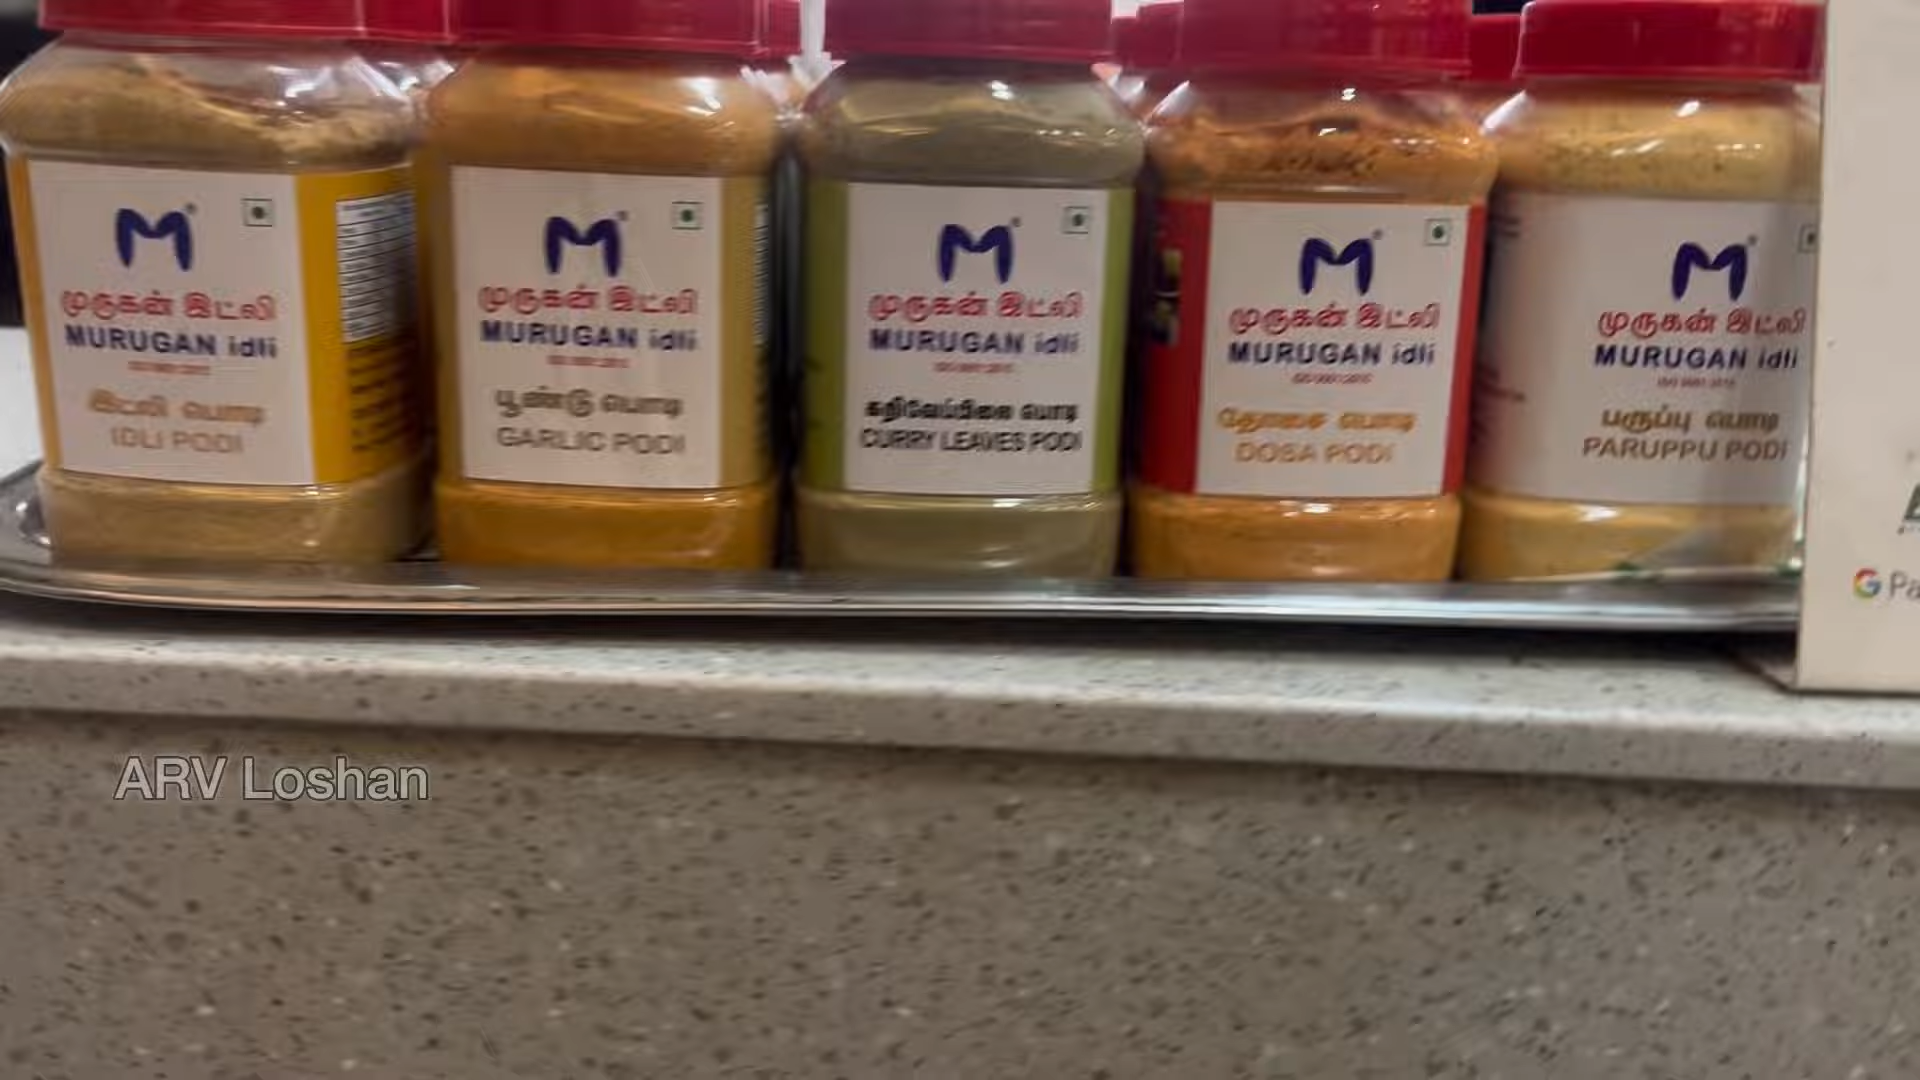 M
முருகன் இட்லி
MURUGAN idli
இட்லி பொடி
IDLI PODI
M
முருகன் இட்லி
MURUGAN idli
பூண்டு பொடி
GARLIC PODI
M
முருகன் இட்லி
MURUGAN idli
கறிவேப்பிலை பொடி
CURRY LEAVES PODI
M
முருகன் இட்லி
MURUGAN idli
தோசை பொடி
DOSA PODI
M
முருகன் இட்லி
MURUGAN idli
பருப்பு பொடி
PARUPPU PODI
G Pa
ARV Loshan